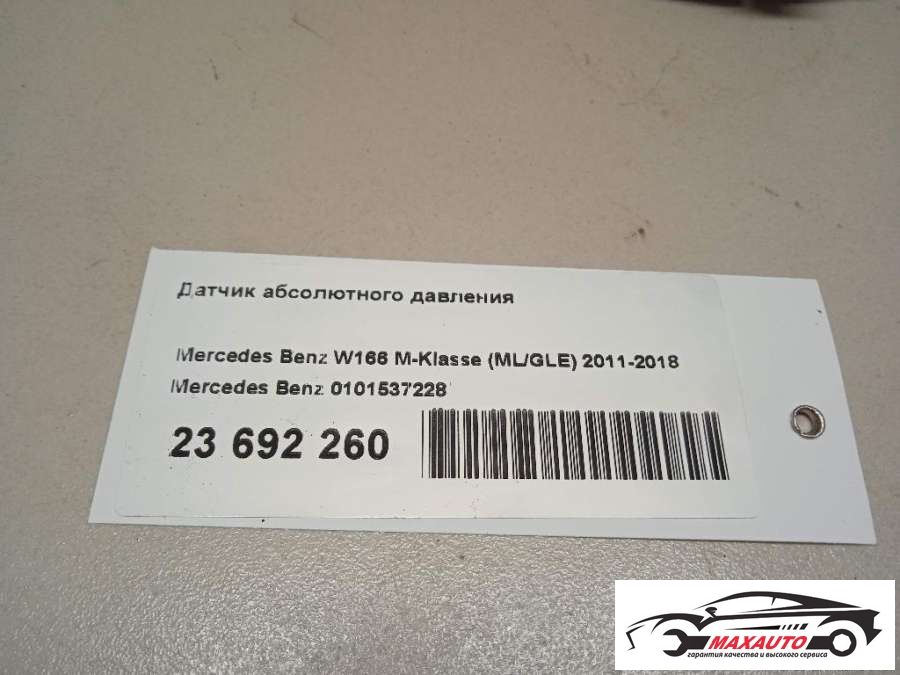 Датчик абсолютного давления
Mercedes Benz W166 M-Klasse (ML/GLE) 2011-2018
Mercedes Benz 0101537228
23 692 260
MAXAUTO
гарантия качества и высокого сервиса